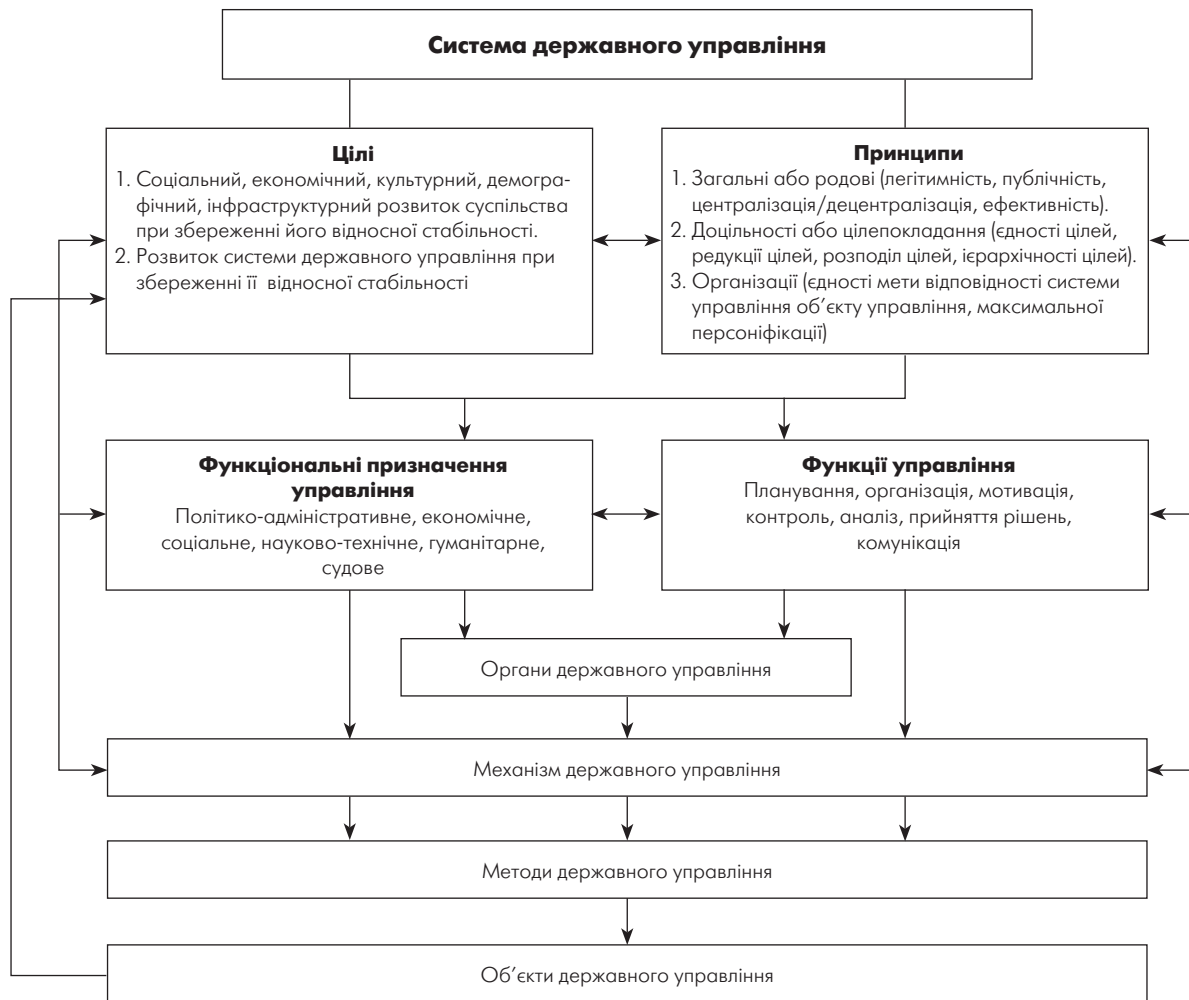 Система державного управління
Цілі
1. Соціальний, економічний, культурний, демогра-
фічний, інфраструктурний розвиток суспільства
при збереженні його відносної стабільності.
2. Розвиток системи державного управління при
збереженні її відносної стабільності
Принципи
1. Загальні або родові (легітимність, публічність,
централізація/децентралізація, ефективність).
2. Доцільності або цілепокладання (єдності цілей,
редукції цілей, розподіл цілей, ієрархічності цілей).
3. Організації (єдності мети відповідності системи
управління об’єкту управління, максимальної
персоніфікації)
Функціональні призначення
управління
Політико-адміністративне, економічне,
соціальне, науково-технічне, гуманітарне,
судове
Функції управління
Планування, організація, мотивація,
контроль, аналіз, прийняття рішень,
комунікація
Органи державного управління
Механізм державного управління
Методи державного управління
Об’єкти державного управління